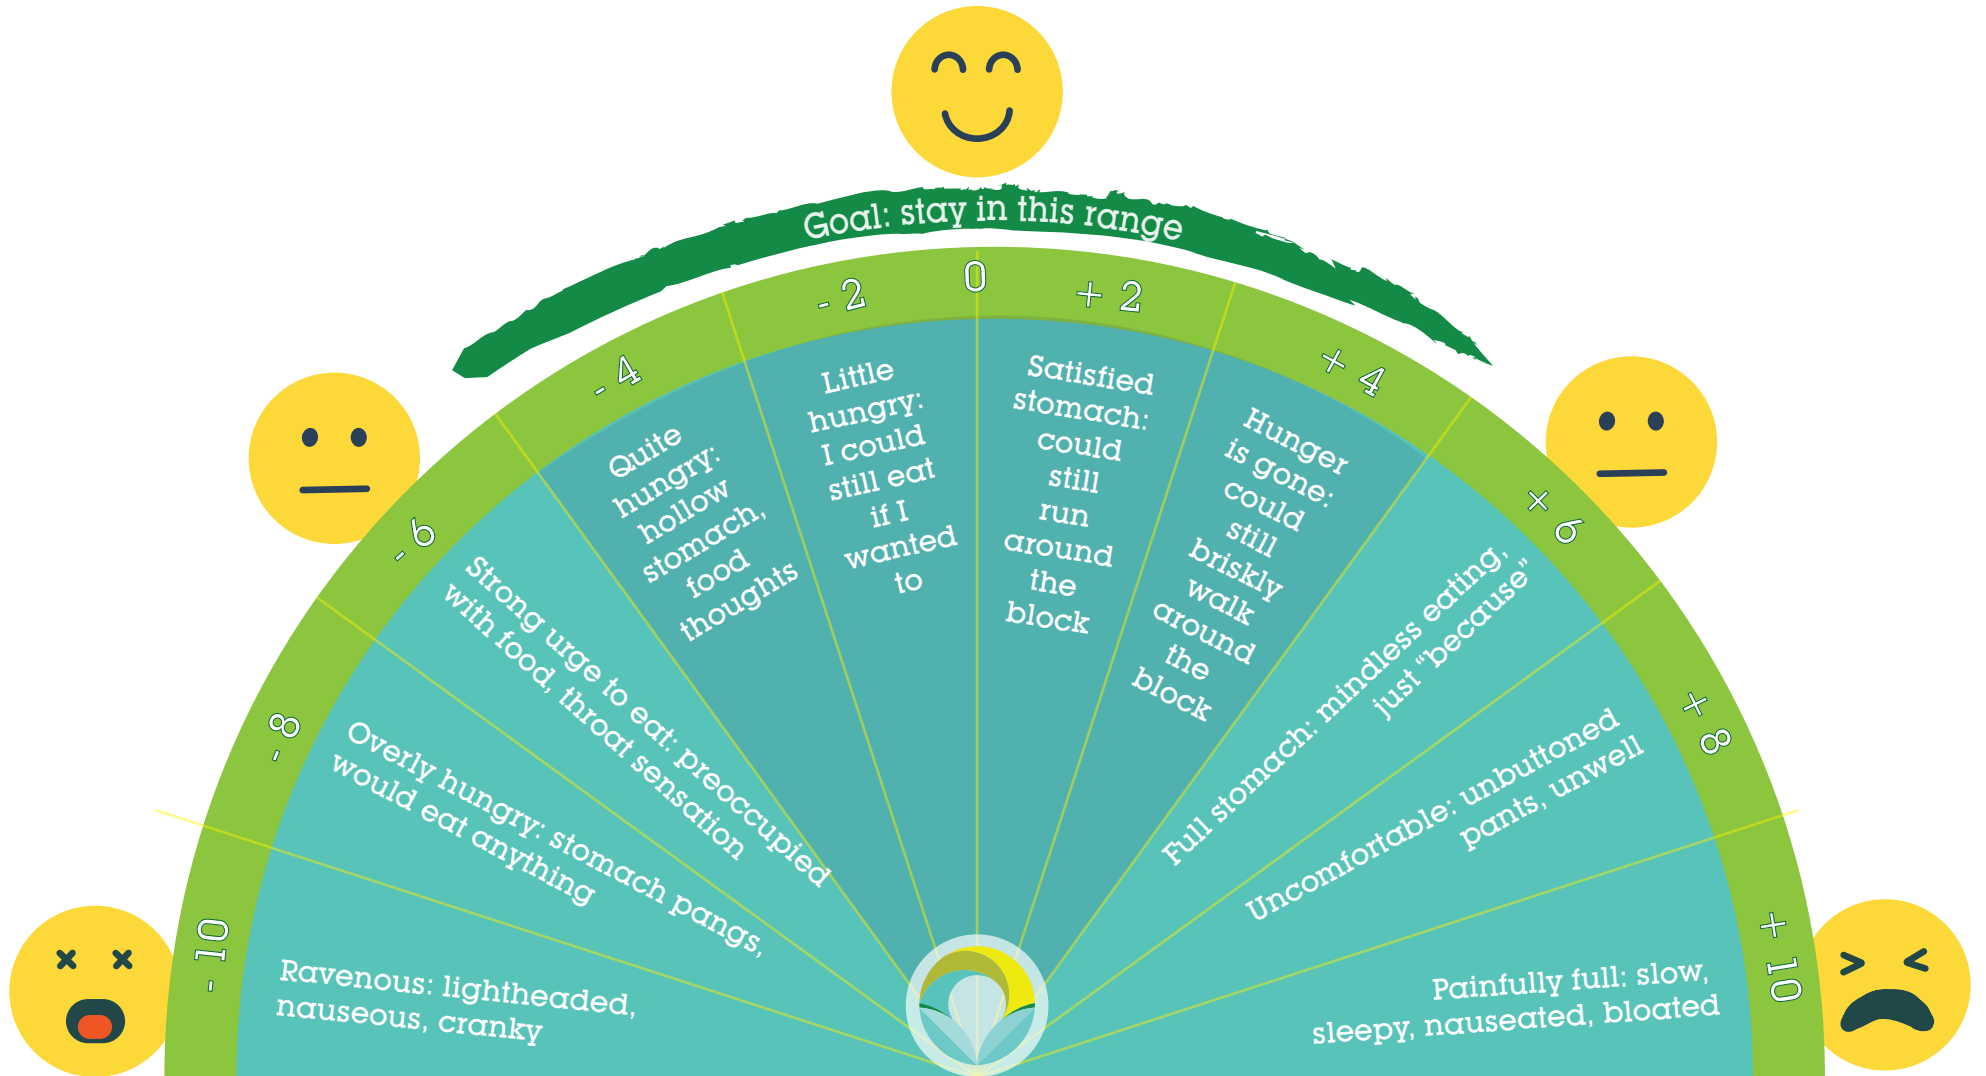 Goal: stay in this range
- 10
Ravenous: lightheaded,
nauseous, cranky
- 8
Overly hungry: stomach pangs,
would eat anything
- 6
Strong urge to eat: preoccupied
with food, throat sensation
- 4
Quite
hungry:
hollow
stomach,
food
thoughts
- 2
Little
hungry:
I could
still eat
if I
wanted
to
0
+ 2
Satisfied
stomach:
could
still
run
around
the
block
+ 4
Hunger
is gone:
could
still
briskly
walk
around
the
block
+ 6
Full stomach: mindless eating,
just “because”
+ 8
Uncomfortable: unbuttoned
pants, unwell
+ 10
Painfully full: slow,
sleepy, nauseated, bloated